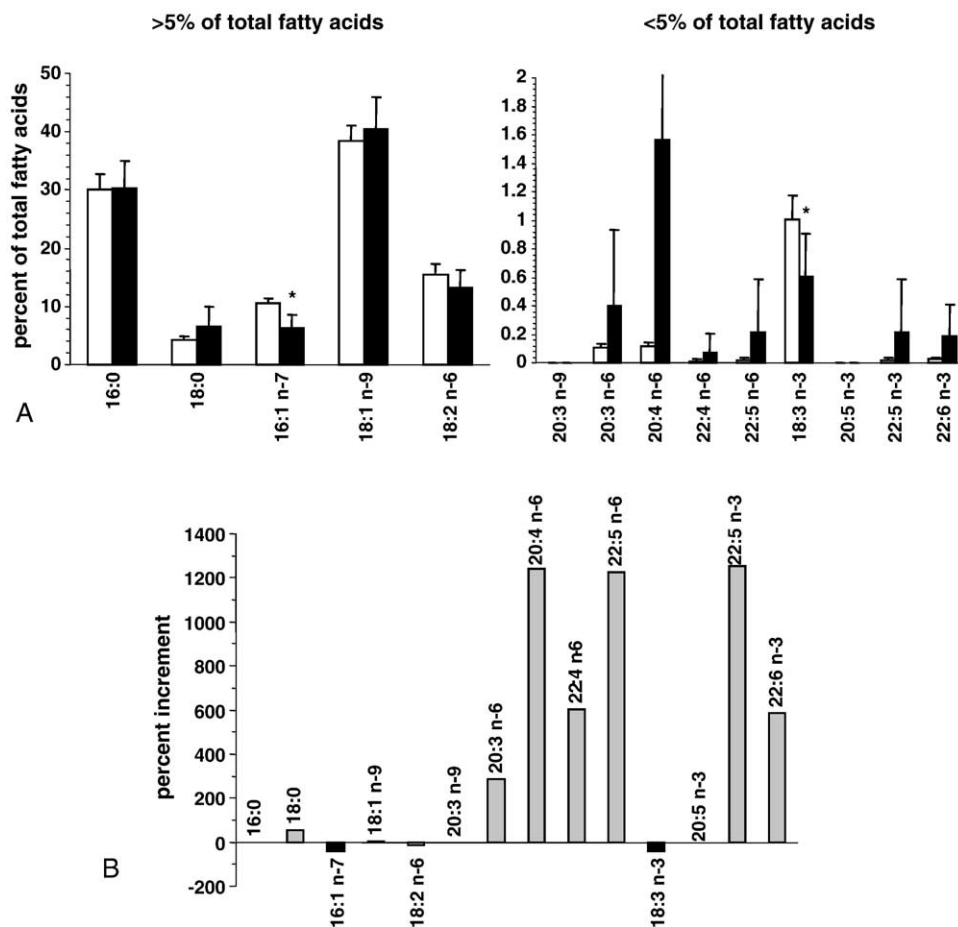 >5% of total fatty acids
<5% of total fatty acids
percent of total fatty acids
50
40
30
20
10
0
*
16:0
18:0
16:1 n-7
18:1 n-9
18:2 n-6
2
1.8
1.6
1.4
1.2
1
0.8
0.6
0.4
0.2
0
*
20:3 n-9
20:3 n-6
20:4 n-6
22:4 n-6
22:5 n-6
18:3 n-3
20:5 n-3
22:5 n-3
22:6 n-3
A
percent increment
1400
1200
1000
800
600
400
200
0
-200
16:0
18:0
16:1 n-7
18:1 n-9
18:2 n-6
20:3 n-9
20:3 n-6
20:4 n-6
22:4 n-6
22:5 n-6
18:3 n-3
20:5 n-3
22:5 n-3
22:6 n-3
B